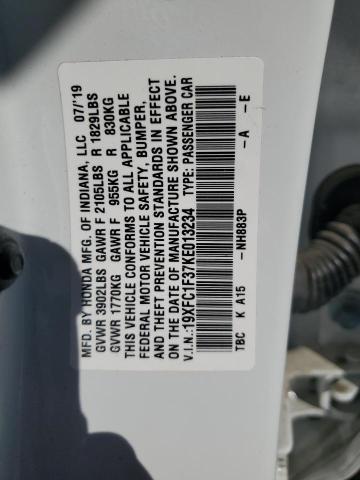 MFD. BY HONDA MFG. OF INDIANA, LLC 07/'19
GVWR 3902LBS GAWR F 2105LBS R 1829LBS
GVWR 1770KG GAWR F 955KG R 830KG
THIS VEHICLE CONFORMS TO ALL APPLICABLE
FEDERAL MOTOR VEHICLE SAFETY, BUMPER,
AND THEFT PREVENTION STANDARDS IN EFFECT
ON THE DATE OF MANUFACTURE SHOWN ABOVE.
V.I.N.: 19XFC1F37KE013234 TYPE: PASSENGER CAR
-NH883P -A -E
TBC K A15